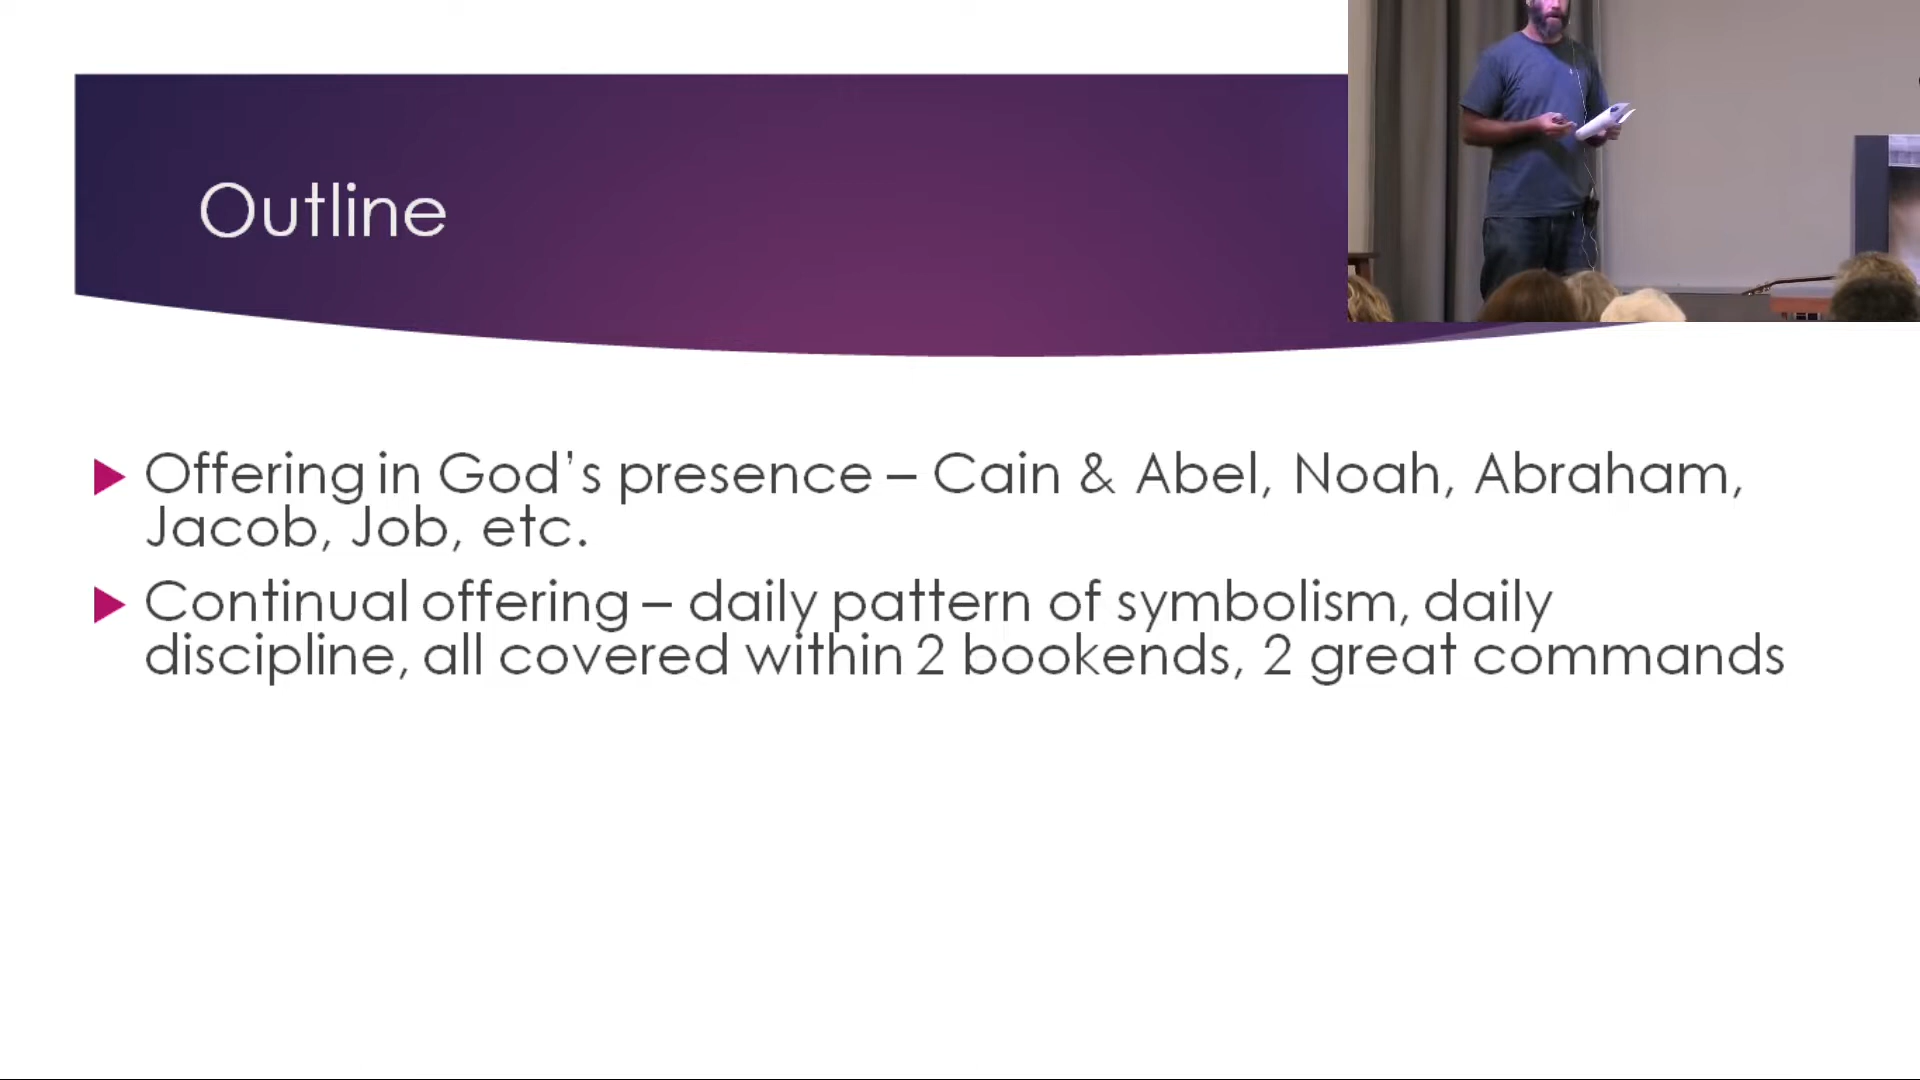 Outline
Offering in God's presence – Cain & Abel, Noah, Abraham,
Jacob, Job, etc.
Continual offering – daily pattern of symbolism, daily
discipline, all covered within 2 bookends, 2 great commands